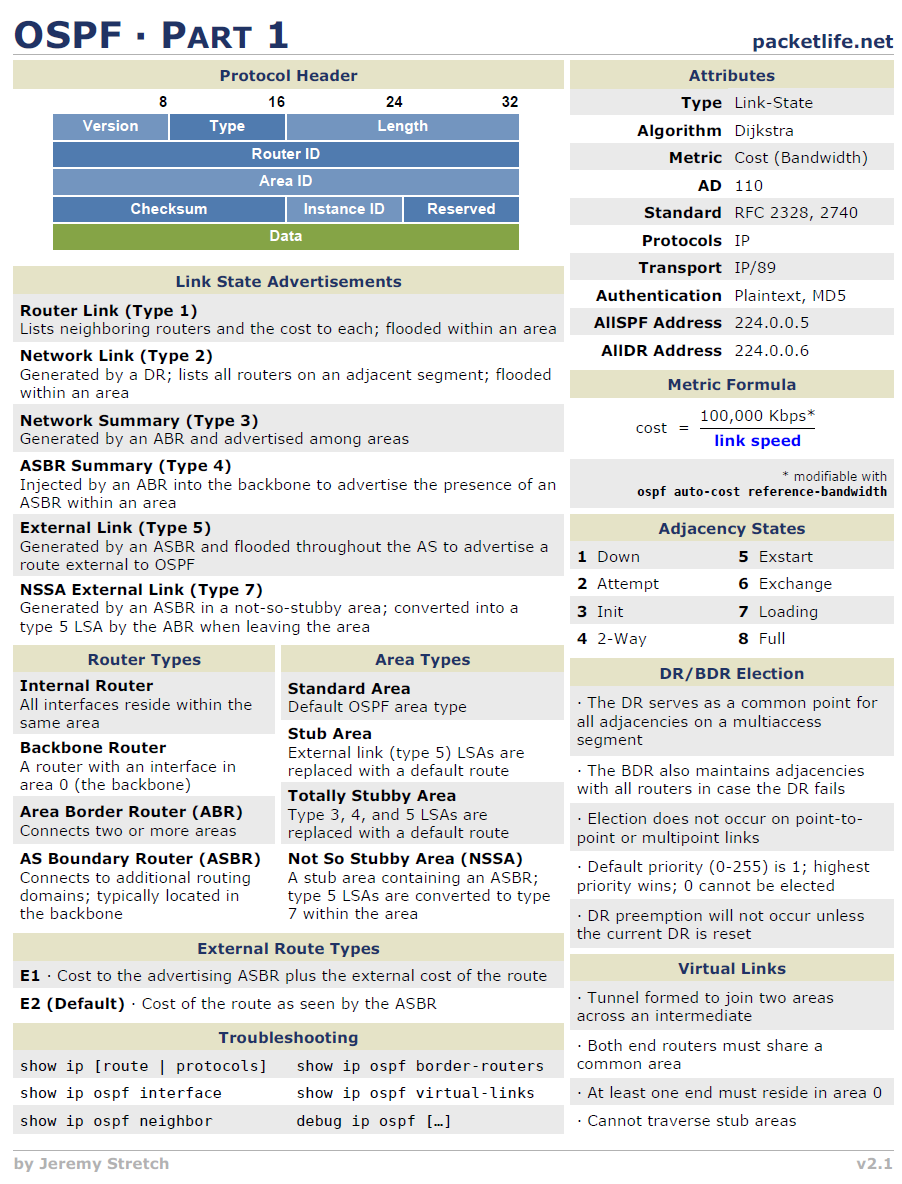 OSPF · PART 1
packetlife.net
Protocol Header
8 16 24 32
Version Type Length
Router ID
Area ID
Checksum Instance ID Reserved
Data
Link State Advertisements
Router Link (Type 1)
Lists neighboring routers and the cost to each; flooded within an area
Network Link (Type 2)
Generated by a DR; lists all routers on an adjacent segment; flooded
within an area
Network Summary (Type 3)
Generated by an ABR and advertised among areas
ASBR Summary (Type 4)
Injected by an ABR into the backbone to advertise the presence of an
ASBR within an area
External Link (Type 5)
Generated by an ASBR and flooded throughout the AS to advertise a
route external to OSPF
NSSA External Link (Type 7)
Generated by an ASBR in a not-so-stubby area; converted into a
type 5 LSA by the ABR when leaving the area
Router Types
Internal Router
All interfaces reside within the
same area
Backbone Router
A router with an interface in
area 0 (the backbone)
Area Border Router (ABR)
Connects two or more areas
AS Boundary Router (ASBR)
Connects to additional routing
domains; typically located in
the backbone
Area Types
Standard Area
Default OSPF area type
Stub Area
External link (type 5) LSAs are
replaced with a default route
Totally Stubby Area
Type 3, 4, and 5 LSAs are
replaced with a default route
Not So Stubby Area (NSSA)
A stub area containing an ASBR;
type 5 LSAs are converted to type
7 within the area
External Route Types
E1 · Cost to the advertising ASBR plus the external cost of the route
E2 (Default) · Cost of the route as seen by the ASBR
Troubleshooting
show ip [route | protocols] show ip ospf border-routers
show ip ospf interface show ip ospf virtual-links
show ip ospf neighbor debug ip ospf […]
Attributes
Type Link-State
Algorithm Dijkstra
Metric Cost (Bandwidth)
AD 110
Standard RFC 2328, 2740
Protocols IP
Transport IP/89
Authentication Plaintext, MD5
AllSPF Address 224.0.0.5
AllDR Address 224.0.0.6
Metric Formula
100,000 Kbps*
cost =
link speed
* modifiable with
ospf auto-cost reference-bandwidth
Adjacency States
1 Down 5 Exstart
2 Attempt 6 Exchange
3 Init 7 Loading
4 2-Way 8 Full
DR/BDR Election
· The DR serves as a common point for
all adjacencies on a multiaccess
segment
· The BDR also maintains adjacencies
with all routers in case the DR fails
· Election does not occur on point-to-
point or multipoint links
· Default priority (0-255) is 1; highest
priority wins; 0 cannot be elected
· DR preemption will not occur unless
the current DR is reset
Virtual Links
· Tunnel formed to join two areas
across an intermediate
· Both end routers must share a
common area
· At least one end must reside in area 0
· Cannot traverse stub areas
by Jeremy Stretch
v2.1